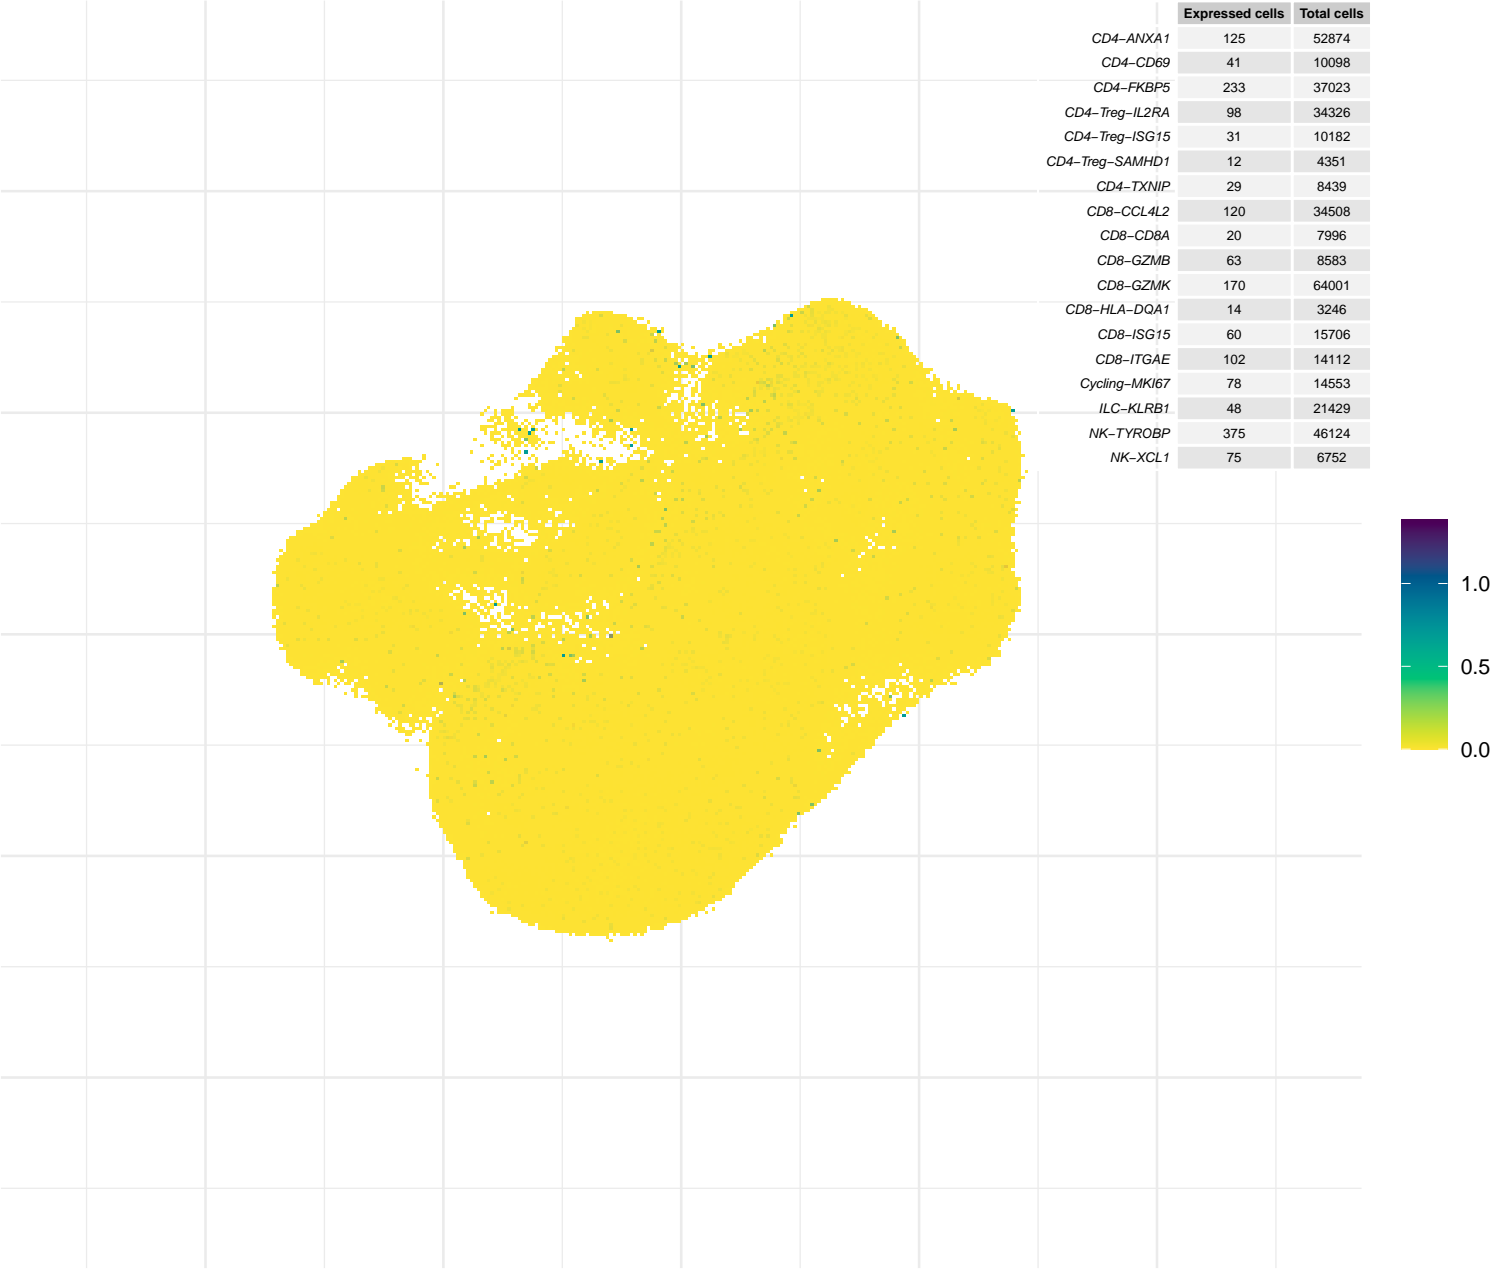 Expressed cells Total cells
CD4−ANXA1 125 52874
CD4−CD69 41 10098
CD4−FKBP5 233 37023
CD4−Treg−IL2RA 98 34326
CD4−Treg−ISG15 31 10182
CD4−Treg−SAMHD1 12 4351
CD4−TXNIP 29 8439
CD8−CCL4L2 120 34508
CD8−CD8A 20 7996
CD8−GZMB 63 8583
CD8−GZMK 170 64001
CD8−HLA−DQA1 14 3246
CD8−ISG15 60 15706
CD8−ITGAE 102 14112
Cycling−MKI67 78 14553
ILC−KLRB1 48 21429
NK−TYROBP 375 46124
NK−XCL1 75 6752
1.0
0.5
0.0